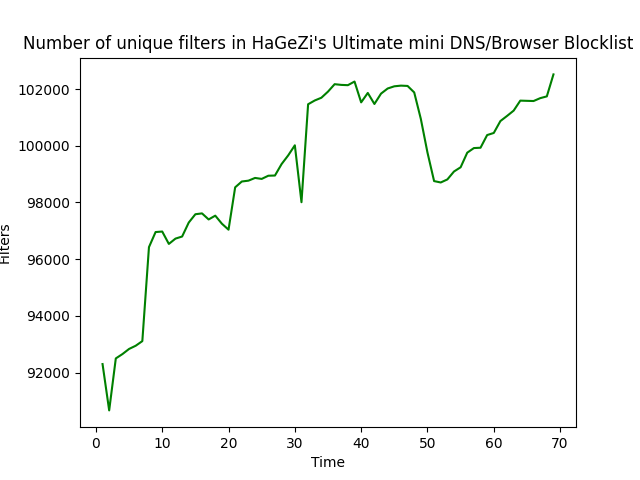 Number of unique filters in HaGeZi's Ultimate mini DNS/Browser Blocklist
102000
100000
98000
96000
94000
92000
Filters
0 10 20 30 40 50 60 70
Time